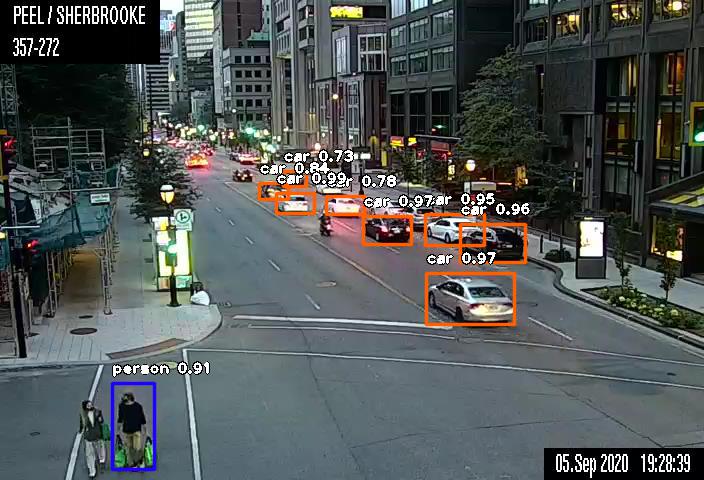 PEEL / SHERBROOKE
357-272
car 0.73
car 0.84
car 0.99
car 0.78
car 0.97
car 0.95
car 0.96
car 0.97
person 0.91
05.Sep 2020 19:28:39